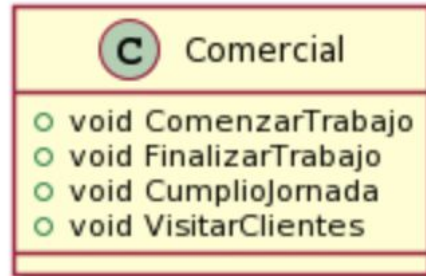 C Comercial
void ComenzarTrabajo
void FinalizarTrabajo
void CumplioJornada
void VisitarClientes